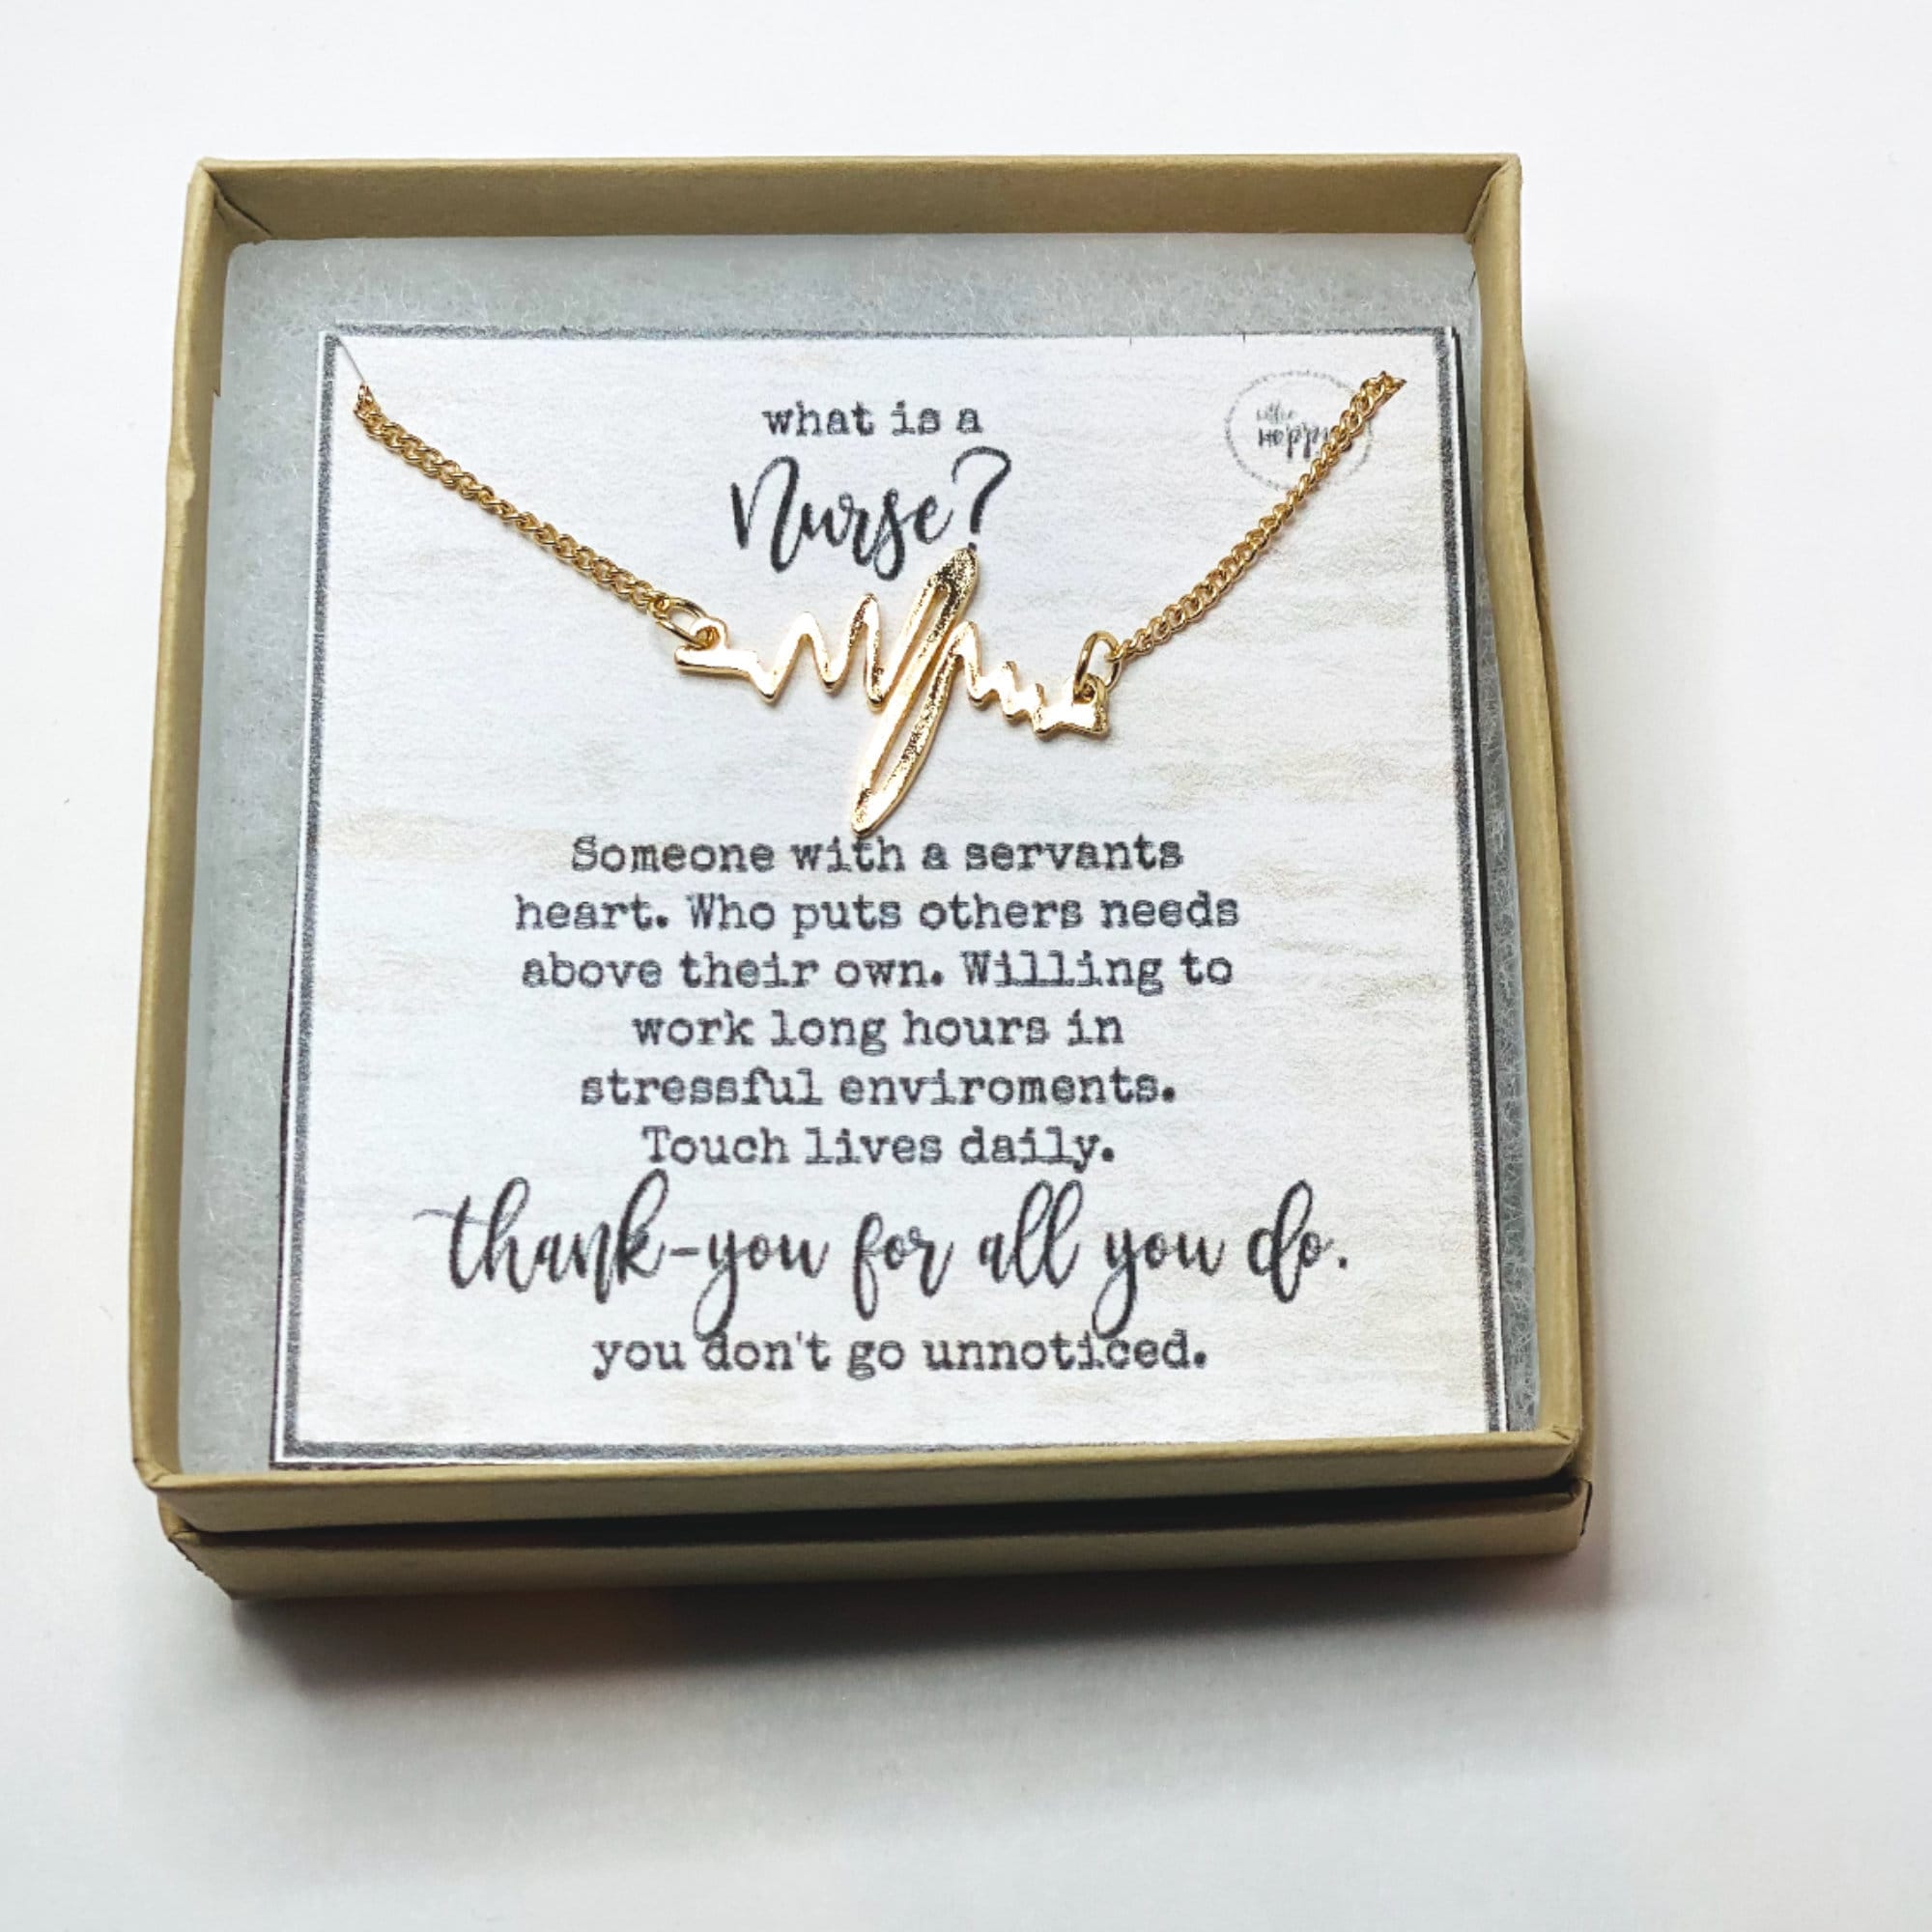 what is a
Nurse?
Someone with a servants
heart. Who puts others needs
above their own. Willing to
work long hours in
stressful enviroments.
Touch lives daily.
thank-you for all you do.
you don't go unnoticed.